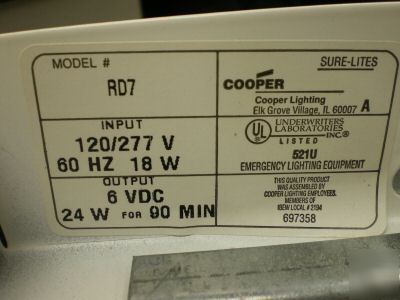 MODEL #
RD7
INPUT
120/277 V
60 HZ 18 W
OUTPUT
6 VDC
24 W FOR 90 MIN
SURE-LITES
COOPER
Cooper Lighting
Elk Grove Village, IL 60007 A
UL
UNDERWRITERS
LABORATORIES
INC.®
LISTED
521U
EMERGENCY LIGHTING EQUIPMENT
THIS QUALITY PRODUCT
WAS ASSEMBLED BY
COOPER LIGHTING EMPLOYEES,
MEMBERS OF
IBEW LOCAL # 2194
697358